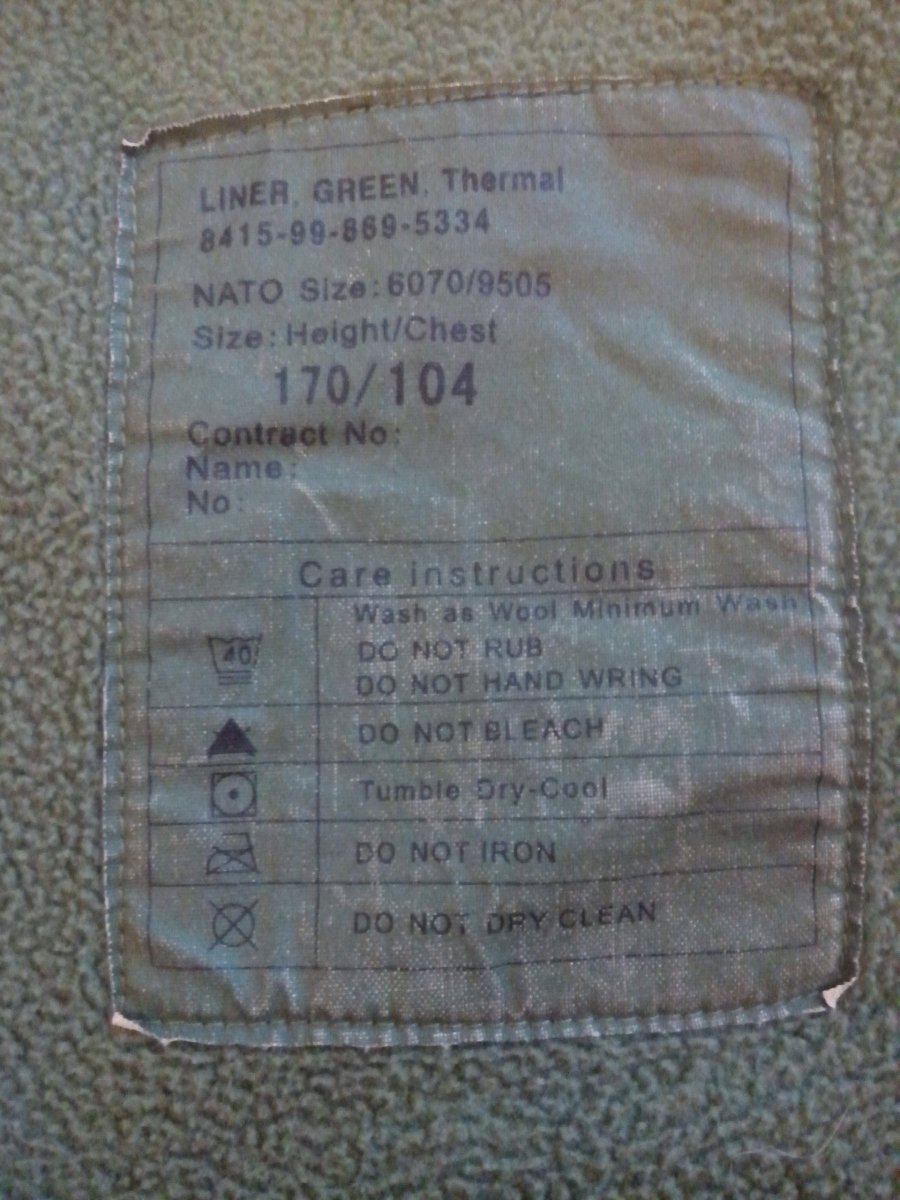 LINER, GREEN, Thermal
8415-99-869-5334
NATO Size:6070/9505
Size:Height/Chest
170/104
Contract No:
Name:
No:
Care instructions
Wash as Wool Minimum Wash
40
DO NOT RUB
DO NOT HAND WRING
DO NOT BLEACH
Tumble Dry-Cool
DO NOT IRON
DO NOT DRY CLEAN